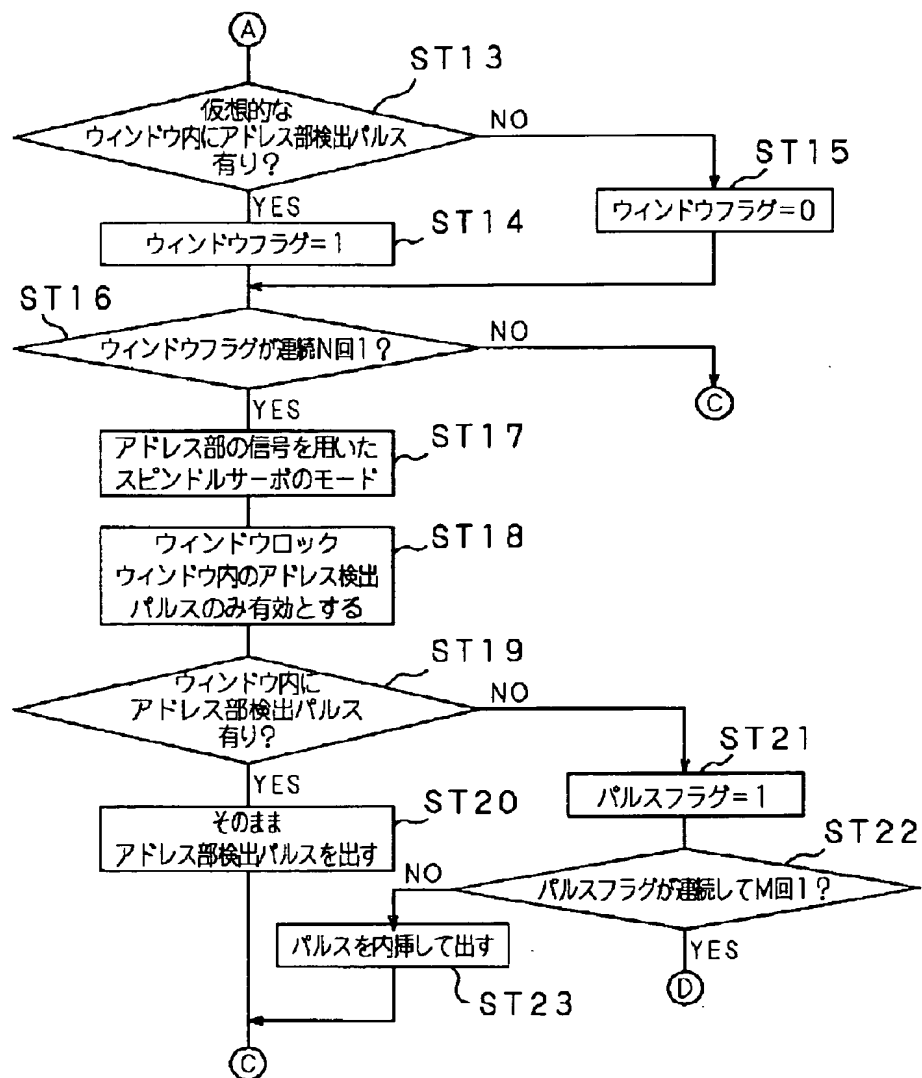 A
ST13
仮想的な
ウィンドウ内にアドレス部検出パルス
有り?
NO
YES
ST15
ウィンドウフラグ=0
ST14
ウィンドウフラグ=1
ST16
ウィンドウフラグが連続N回1?
NO
C
YES
ST17
アドレス部の信号を用いた
スピンドルサーボのモード
ST18
ウィンドウロック
ウィンドウ内のアドレス検出
パルスのみ有効とする
ST19
ウィンドウ内に
アドレス部検出パルス
有り?
NO
YES
ST21
パルスフラグ=1
ST20
そのまま
アドレス部検出パルスを出す
ST22
パルスフラグが連続してM回1?
NO
YES
D
パルスを内挿して出す
ST23
C